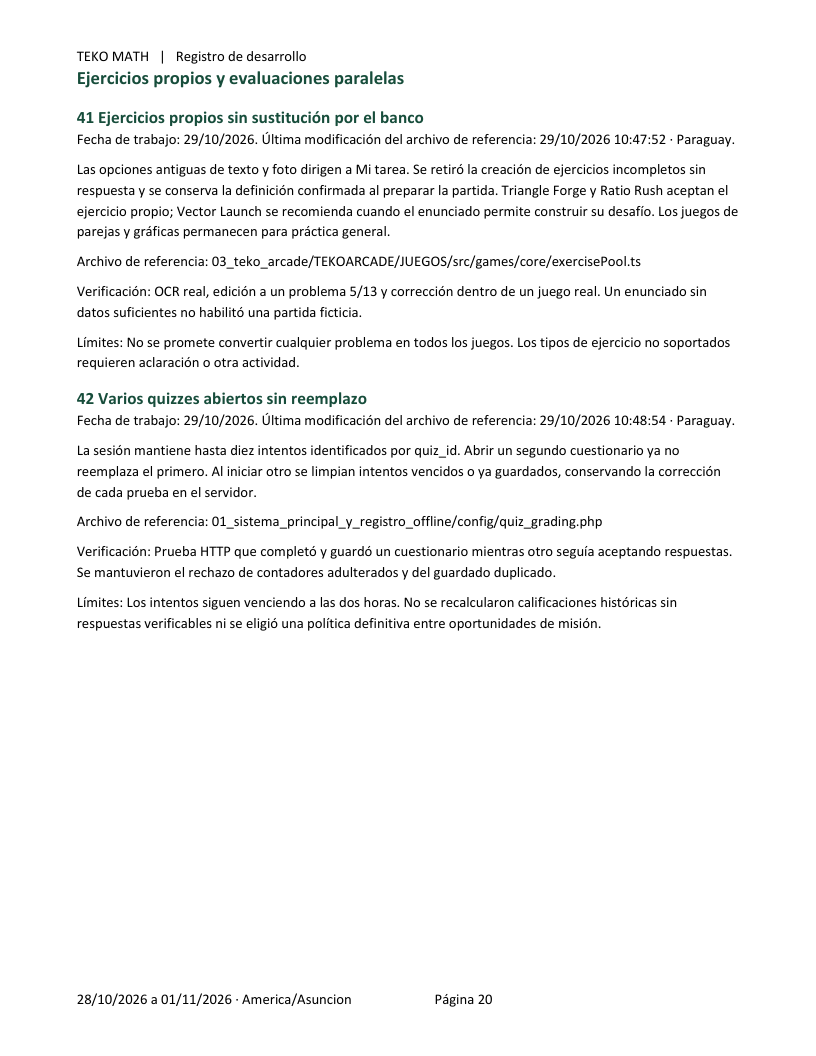 TEKO MATH | Registro de desarrollo
Ejercicios propios y evaluaciones paralelas
41 Ejercicios propios sin sustitución por el banco
Fecha de trabajo: 29/10/2026. Última modificación del archivo de referencia: 29/10/2026 10:47:52 · Paraguay.
Las opciones antiguas de texto y foto dirigen a Mi tarea. Se retiró la creación de ejercicios incompletos sin
respuesta y se conserva la definición confirmada al preparar la partida. Triangle Forge y Ratio Rush aceptan el
ejercicio propio; Vector Launch se recomienda cuando el enunciado permite construir su desafío. Los juegos de
parejas y gráficas permanecen para práctica general.
Archivo de referencia: 03_teko_arcade/TEKOARCADE/JUEGOS/src/games/core/exercisePool.ts
Verificación: OCR real, edición a un problema 5/13 y corrección dentro de un juego real. Un enunciado sin
datos suficientes no habilitó una partida ficticia.
Límites: No se promete convertir cualquier problema en todos los juegos. Los tipos de ejercicio no soportados
requieren aclaración o otra actividad.
42 Varios quizzes abiertos sin reemplazo
Fecha de trabajo: 29/10/2026. Última modificación del archivo de referencia: 29/10/2026 10:48:54 · Paraguay.
La sesión mantiene hasta diez intentos identificados por quiz_id. Abrir un segundo cuestionario ya no
reemplaza el primero. Al iniciar otro se limpian intentos vencidos o ya guardados, conservando la corrección
de cada prueba en el servidor.
Archivo de referencia: 01_sistema_principal_y_registro_offline/config/quiz_grading.php
Verificación: Prueba HTTP que completó y guardó un cuestionario mientras otro seguía aceptando respuestas.
Se mantuvieron el rechazo de contadores adulterados y del guardado duplicado.
Límites: Los intentos siguen venciendo a las dos horas. No se recalcularon calificaciones históricas sin
respuestas verificables ni se eligió una política definitiva entre oportunidades de misión.
28/10/2026 a 01/11/2026 · America/Asuncion Página 20